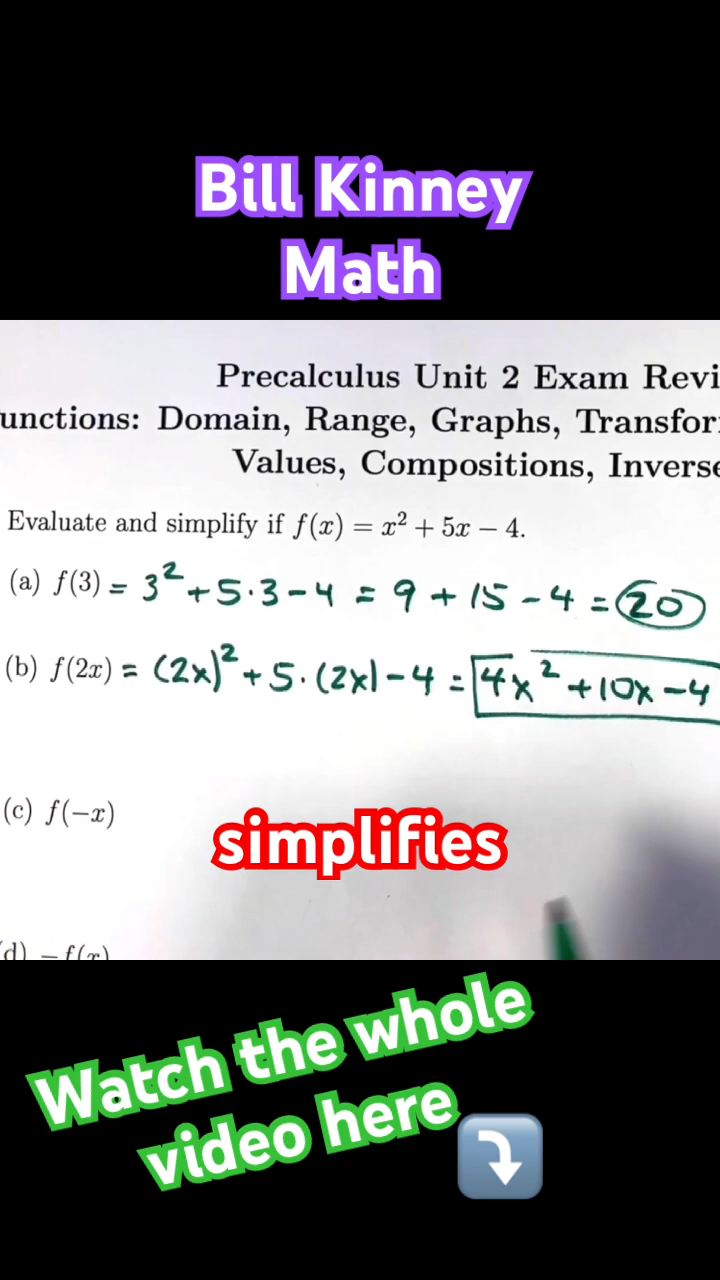 Bill Kinney
Math
Precalculus Unit 2 Exam Revi
unctions: Domain, Range, Graphs, Transfor
Values, Compositions, Inverse
Evaluate and simplify if f(x) = x² + 5x − 4.
(a) f(3) = 3² + 5·3 − 4 = 9 + 15 − 4 = 20
(b) f(2x) = (2x)² + 5·(2x) − 4 = 4x² + 10x − 4
(c) f(−x)
simplifies
(d) − f(x)
Watch the whole
video here